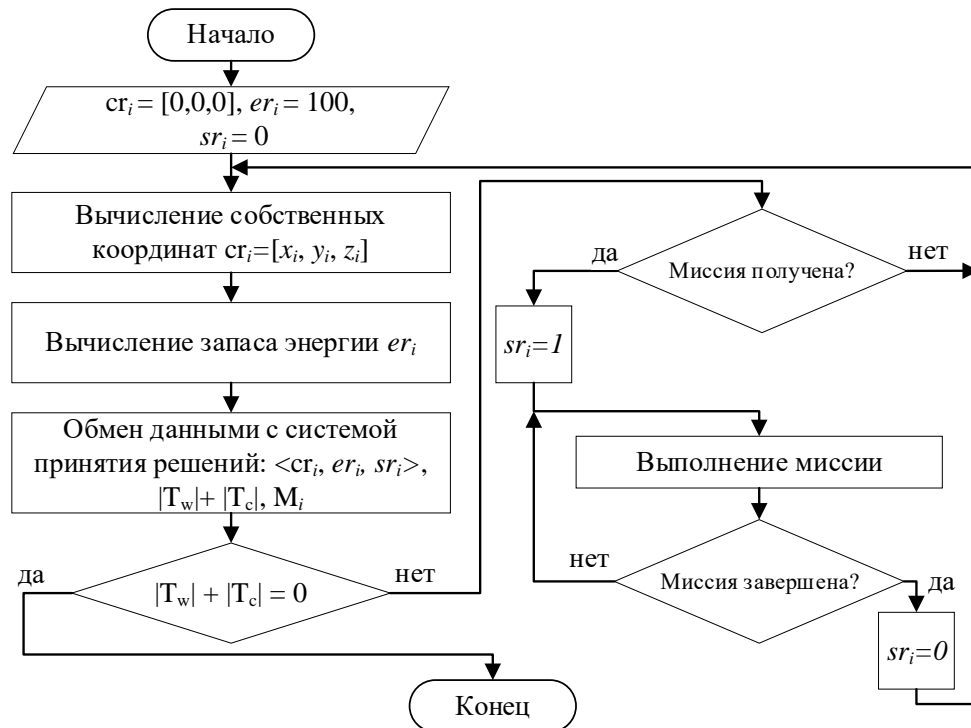 Начало
cr_i = [0,0,0], er_i = 100,
sr_i = 0
Вычисление собственных
координат cr_i=[x_i, y_i, z_i]
Вычисление запаса энергии er_i
Обмен данными с системой
принятия решений: <cr_i, er_i, sr_i>,
|T_w|+ |T_c|, M_i
да
|T_w| + |T_c| = 0
нет
Конец
да
Миссия получена?
нет
sr_i=1
Выполнение миссии
нет
Миссия завершена?
да
sr_i=0